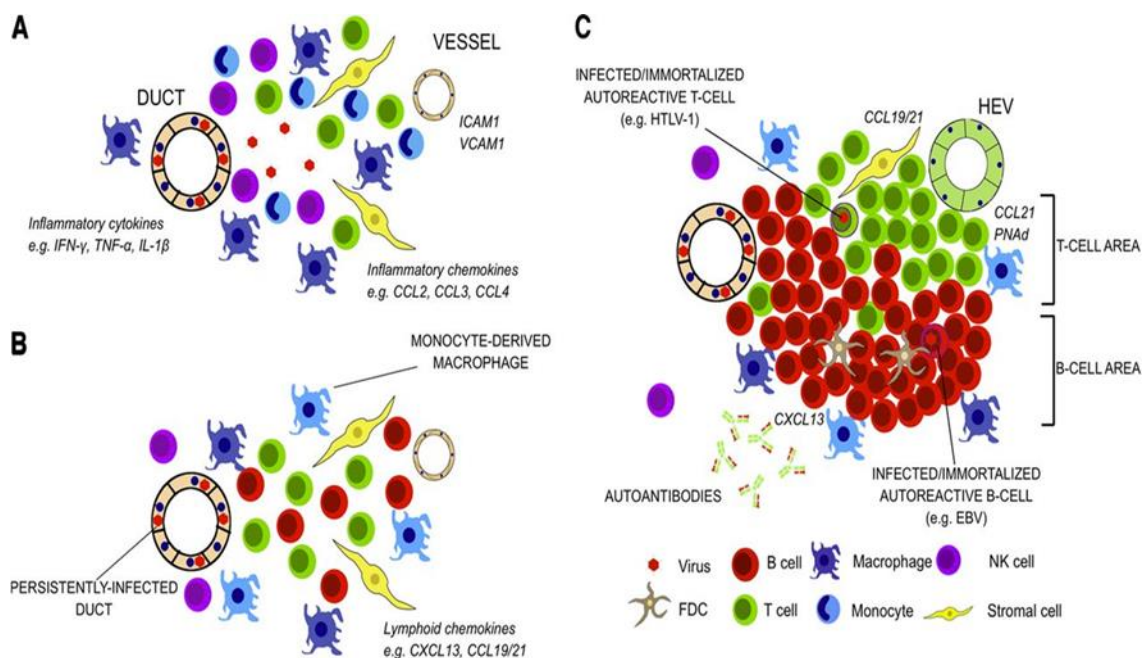 A
VESSEL
DUCT
ICAM1
VCAM1
Inflammatory cytokines
e.g. IFN-γ, TNF-α, IL-1β
Inflammatory chokines
e.g. CCL2, CCL3, CCL4
B
MONOCYTE-DERIVED
MACROPHAGE
PERSISTENTLY-INFECTED
DUCT
Lymphoid chemokines
e.g. CXCL13, CCL19/21
C
INFECTED/IMMORTALIZED
AUTOREACTIVE T-CELL
(e.g. HTLV-1)
CCL19/21
HEV
CCL21
PNAd
T-CELL AREA
B-CELL AREA
CXCL13
AUTOANTIBODIES
INFECTED/IMMORTALIZED
AUTOREACTIVE B-CELL
(e.g. EBV)
Virus
B cell
Macrophage
NK cell
FDC
T cell
Monocyte
Stromal cell